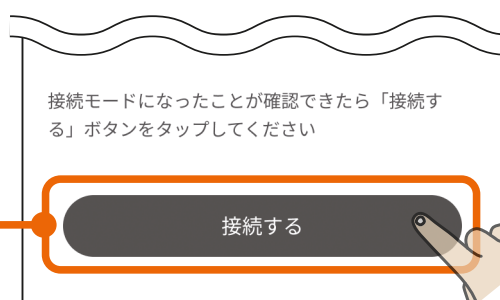 接続モードになったことが確認できたら「接続す
る」ボタンをタップしてください
接続する